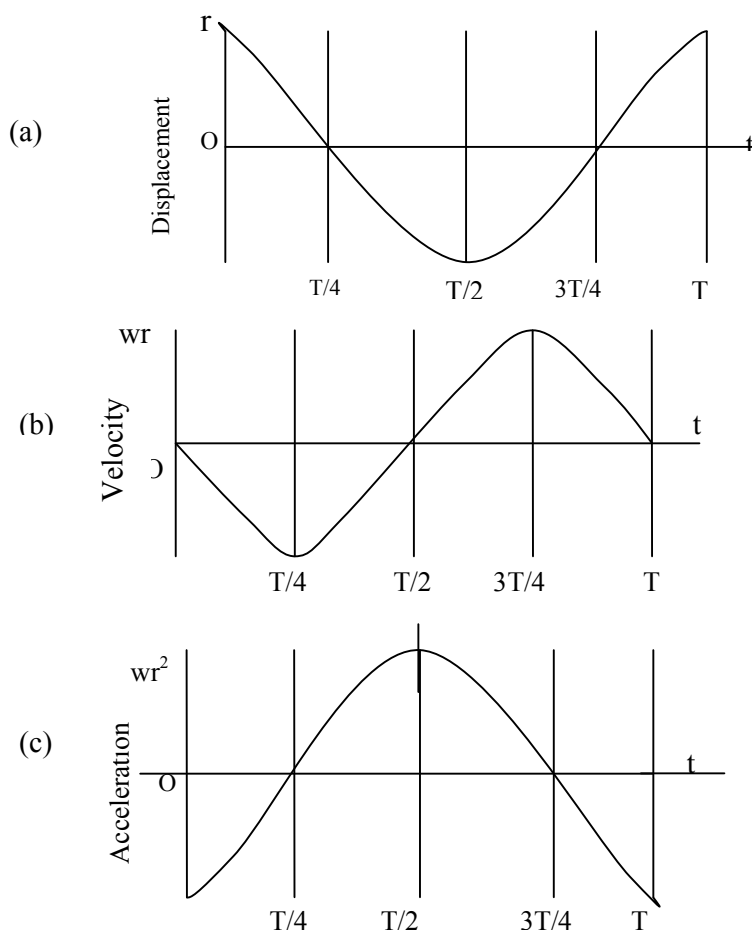 r
(a)
Displacement
O
t
T/4 T/2 3T/4 T
wr
(b)
Velocity
t
T/4 T/2 3T/4 T
wr²
(c)
Acceleration
O
t
T/4 T/2 3T/4 T